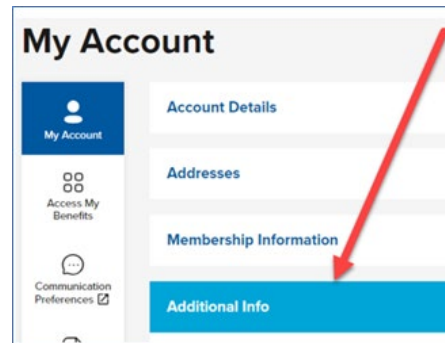 My Account
My Account
Access My
Benefits
Communication
Preferences
Account Details
Addresses
Membership Information
Additional Info